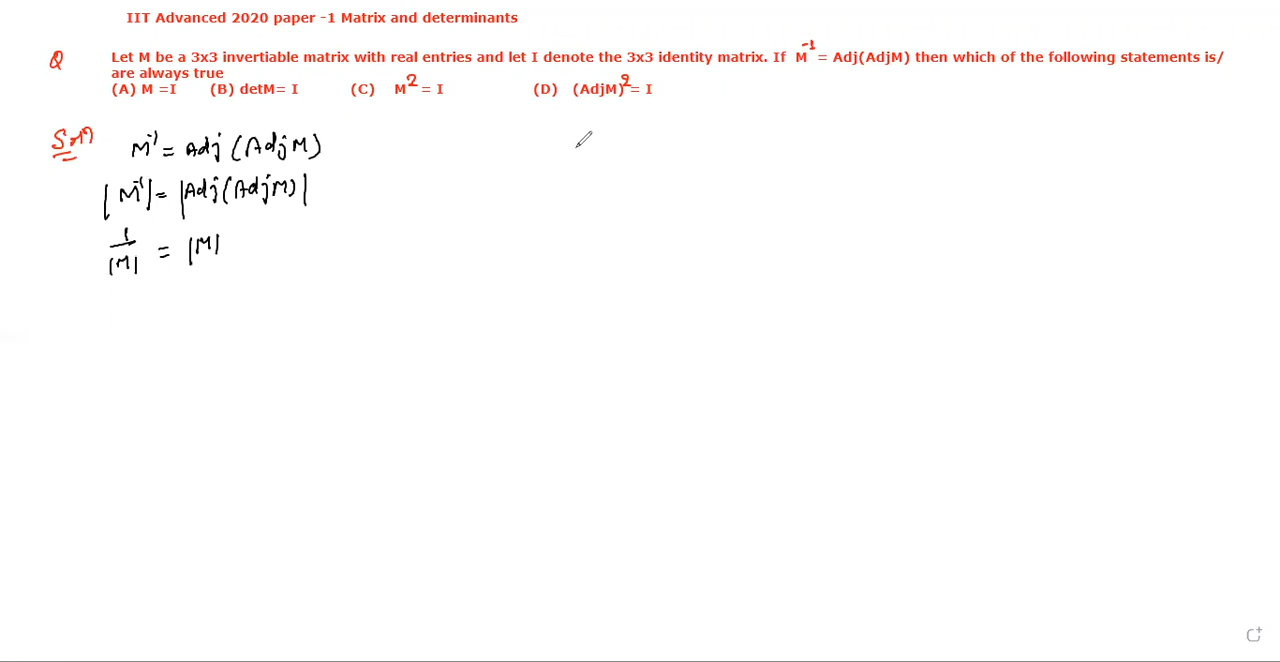 IIT Advanced 2020 paper -1 Matrix and determinants
Q Let M be a 3x3 invertiable matrix with real entries and let I denote the 3x3 identity matrix. If M⁻¹ = Adj(AdjM) then which of the following statements is/
are always true
(A) M =I (B) detM= I (C) M² = I (D) (AdjM)² = I
Sol M⁻¹ = Adj (AdjM)
|M⁻¹| = |Adj(AdjM)|
1/|M| = |M|